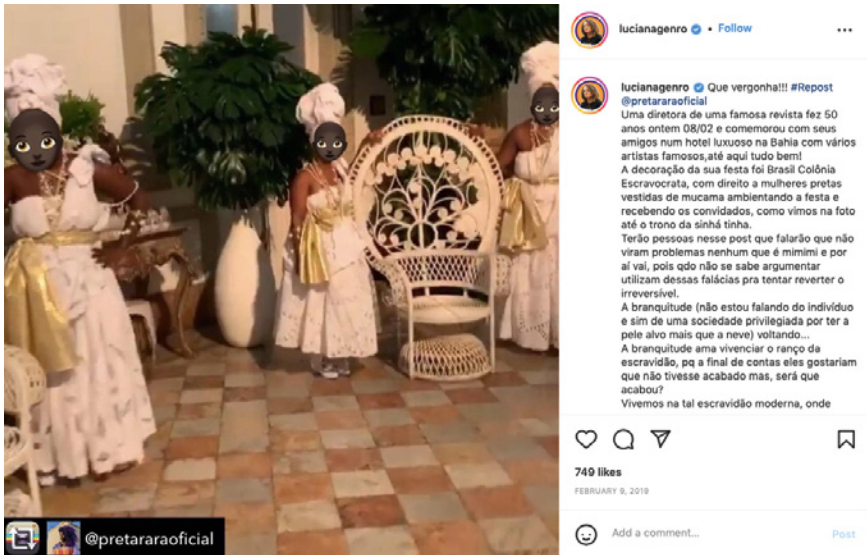 lucianagenro • Follow
lucianagenro Que vergonha!!! #Repost
@pretararaoficial
Uma diretora de uma famosa revista fez 50
anos ontem 08/02 e comemorou com seus
amigos num hotel luxuoso na Bahia com vários
artistas famosos,até aqui tudo bem!
A decoração da sua festa foi Brasil Colônia
Escravocrata, com direito a mulheres pretas
vestidas de mucama ambientando a festa e
recebendo os convidados, como vimos na foto
até o trono da sinhá tinha.
Terão pessoas nesse post que falarão que não
viram problemas nenhum que é mimimi e por
aí vai, pois qdo não se sabe argumentar
utilizam dessas falácias pra tentar reverter o
irreversível.
A branquitude (não estou falando do indivíduo
e sim de uma sociedade privilegiada por ter a
pele alvo mais que a neve) voltando...
A branquitude ama vivenciar o ranço da
escravidão, pq a final de contas eles gostariam
que não tivesse acabado mas, será que
acabou?
Vivemos na tal escravidão moderna, onde
749 likes
FEBRUARY 9, 2019
Add a comment...
Post
@pretararaoficial